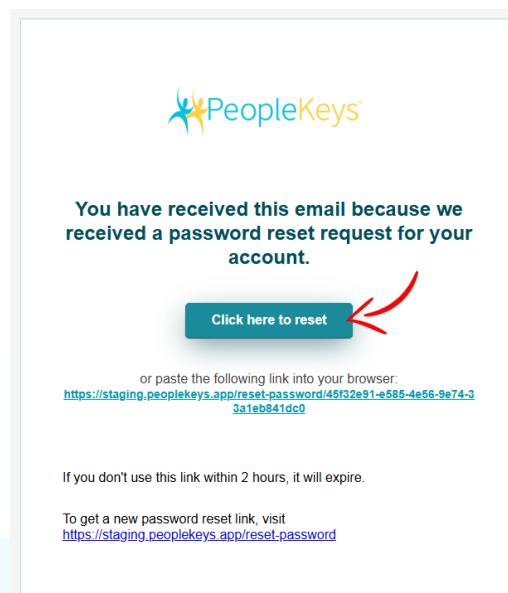 PeopleKeys
You have received this email because we
received a password reset request for your
account.
Click here to reset
or paste the following link into your browser:
https://staging.peoplekeys.app/reset-password/45f32e91-e585-4e56-9e74-3
3a1eb841dc0
If you don't use this link within 2 hours, it will expire.
To get a new password reset link, visit
https://staging.peoplekeys.app/reset-password